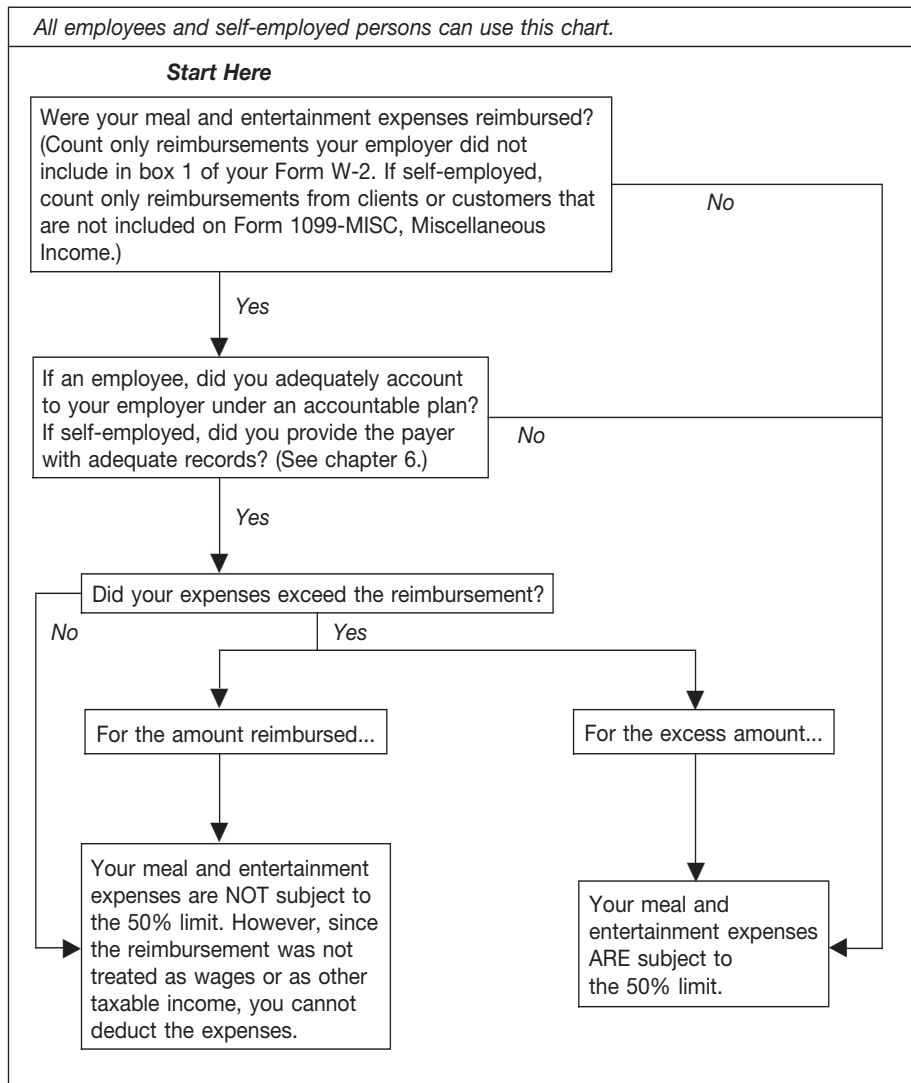 All employees and self-employed persons can use this chart.
Start Here
Were your meal and entertainment expenses reimbursed?
(Count only reimbursements your employer did not
include in box 1 of your Form W-2. If self-employed,
count only reimbursements from clients or customers that
are not included on Form 1099-MISC, Miscellaneous
Income.)
No
Yes
If an employee, did you adequately account
to your employer under an accountable plan?
If self-employed, did you provide the payer
with adequate records? (See chapter 6.)
No
Yes
Did your expenses exceed the reimbursement?
No
Yes
For the amount reimbursed...
For the excess amount...
Your meal and entertainment
expenses are NOT subject to
the 50% limit. However, since
the reimbursement was not
treated as wages or as other
taxable income, you cannot
deduct the expenses.
Your meal and
entertainment expenses
ARE subject to
the 50% limit.